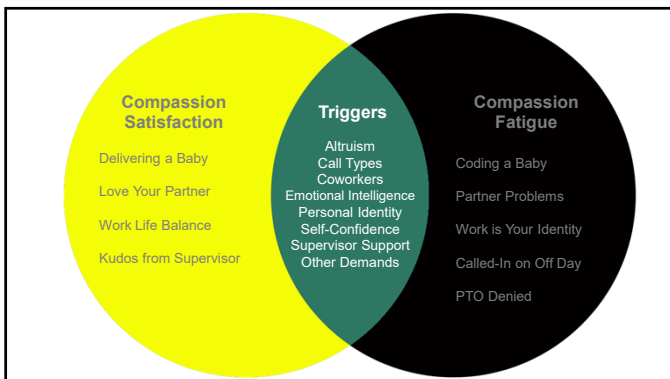 Compassion
Satisfaction
Delivering a Baby
Love Your Partner
Work Life Balance
Kudos from Supervisor
Triggers
Altruism
Call Types
Coworkers
Emotional Intelligence
Personal Identity
Self-Confidence
Supervisor Support
Other Demands
Compassion
Fatigue
Coding a Baby
Partner Problems
Work is Your Identity
Called-In on Off Day
PTO Denied